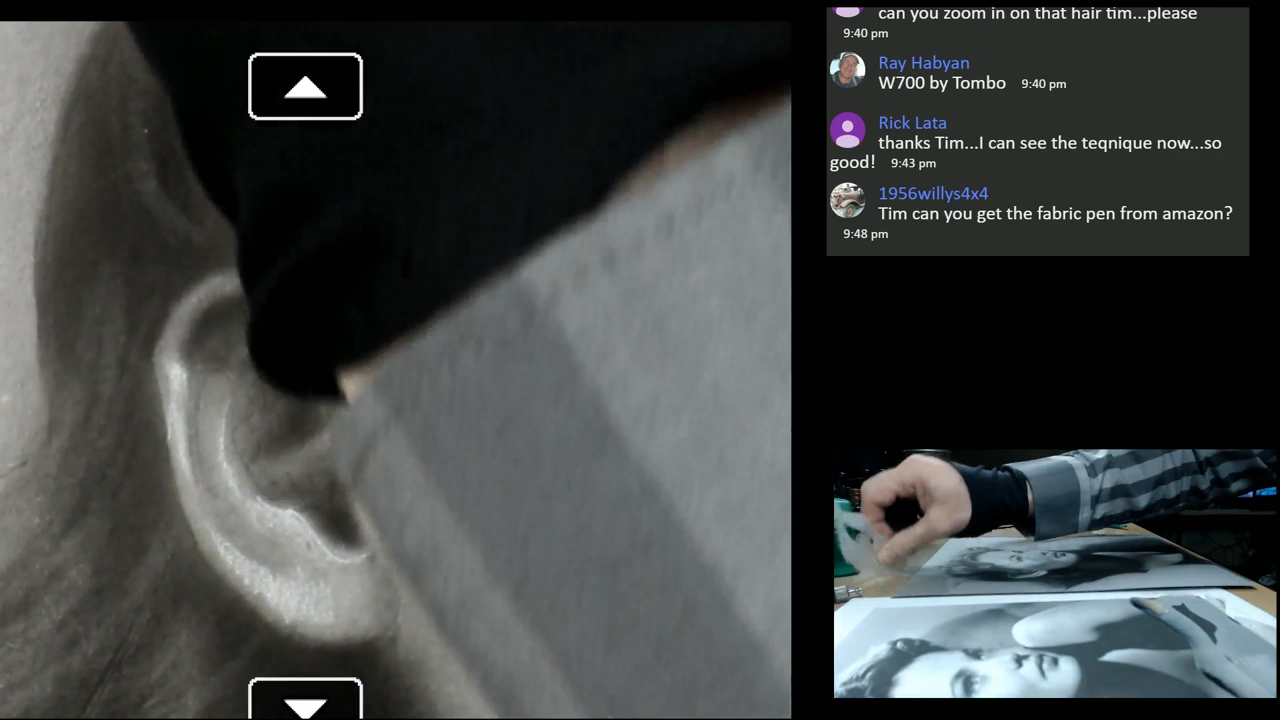 can you zoom in on that hair tim...please
9:40 pm
Ray Habyan
W700 by Tombo 9:40 pm
Rick Lata
thanks Tim...I can see the teqnique now...so
good! 9:43 pm
1956willys4x4
Tim can you get the fabric pen from amazon?
9:48 pm